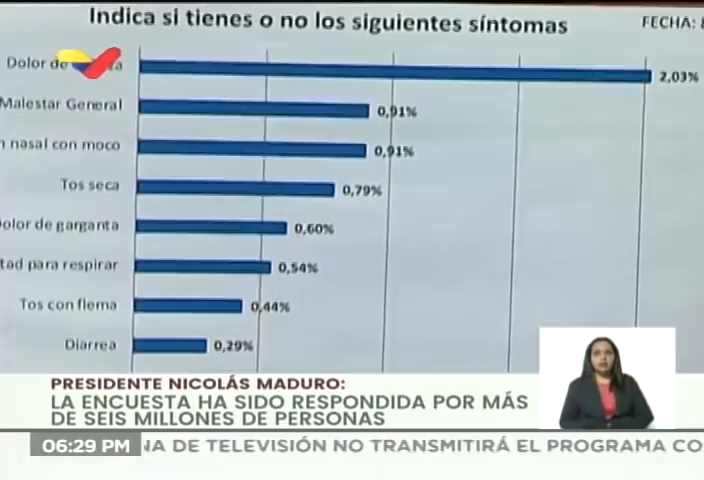 Indica si tienes o no los siguientes síntomas
FECHA:
Dolor de
2,03%
Malestar General
0,91%
nasal con moco
0,91%
Tos seca
0,79%
olor de garganta
0,60%
tad para respirar
0,54%
Tos con flema
0,44%
Diarrea
0,29%
PRESIDENTE NICOLÁS MADURO:
LA ENCUESTA HA SIDO RESPONDIDA POR MÁS
DE SEIS MILLONES DE PERSONAS
06:29 PM
NA DE TELEVISIÓN NO TRANSMITIRÁ EL PROGRAMA CO